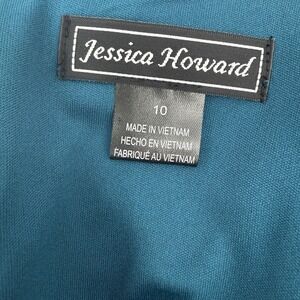 Jessica Howard
10
MADE IN VIETNAM
HECHO EN VIETNAM
FABRIQUÉ AU VIETNAM